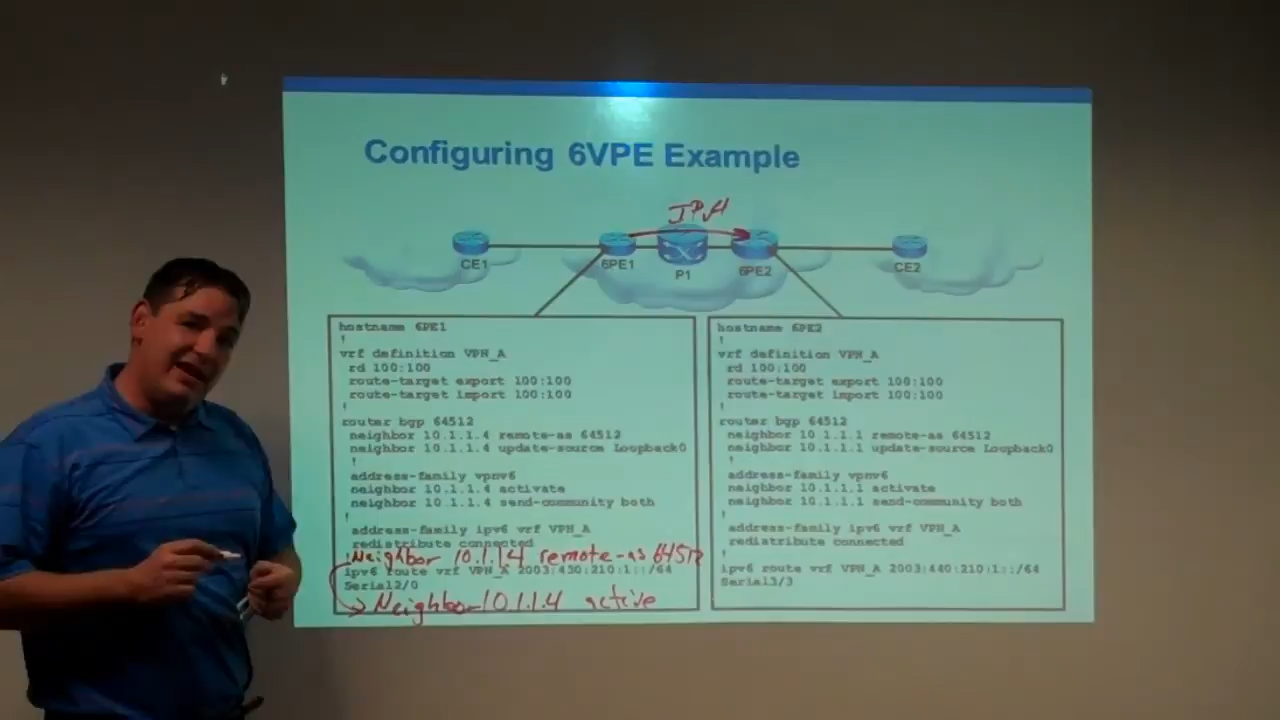 Configuring 6VPE Example
IPv4
CE1
6PE1
P1
6PE2
CE2
hostname 6PE1
!
vrf definition VPN_A
rd 100:100
route-target export 100:100
route-target import 100:100
!
router bgp 64512
neighbor 10.1.1.4 remote-as 64512
neighbor 10.1.1.4 update-source Loopback0
!
address-family vpnv6
neighbor 10.1.1.4 activate
neighbor 10.1.1.4 send-community both
!
address-family ipv6 vrf VPN_A
redistribute connected
!
Neighbor 10.1.1.4 remote-as 64512
ipv6 route vrf VPN_A 2003:430:210:1::/64
Serial2/0
Neighbor 10.1.1.4 active
hostname 6PE2
!
vrf definition VPN_A
rd 100:100
route-target export 100:100
route-target import 100:100
!
router bgp 64512
neighbor 10.1.1.1 remote-as 64512
neighbor 10.1.1.1 update-source Loopback0
!
address-family vpnv6
neighbor 10.1.1.1 activate
neighbor 10.1.1.1 send-community both
!
address-family ipv6 vrf VPN_A
redistribute connected
!
ipv6 route vrf VPN_A 2003:440:210:1::/64
Serial3/3